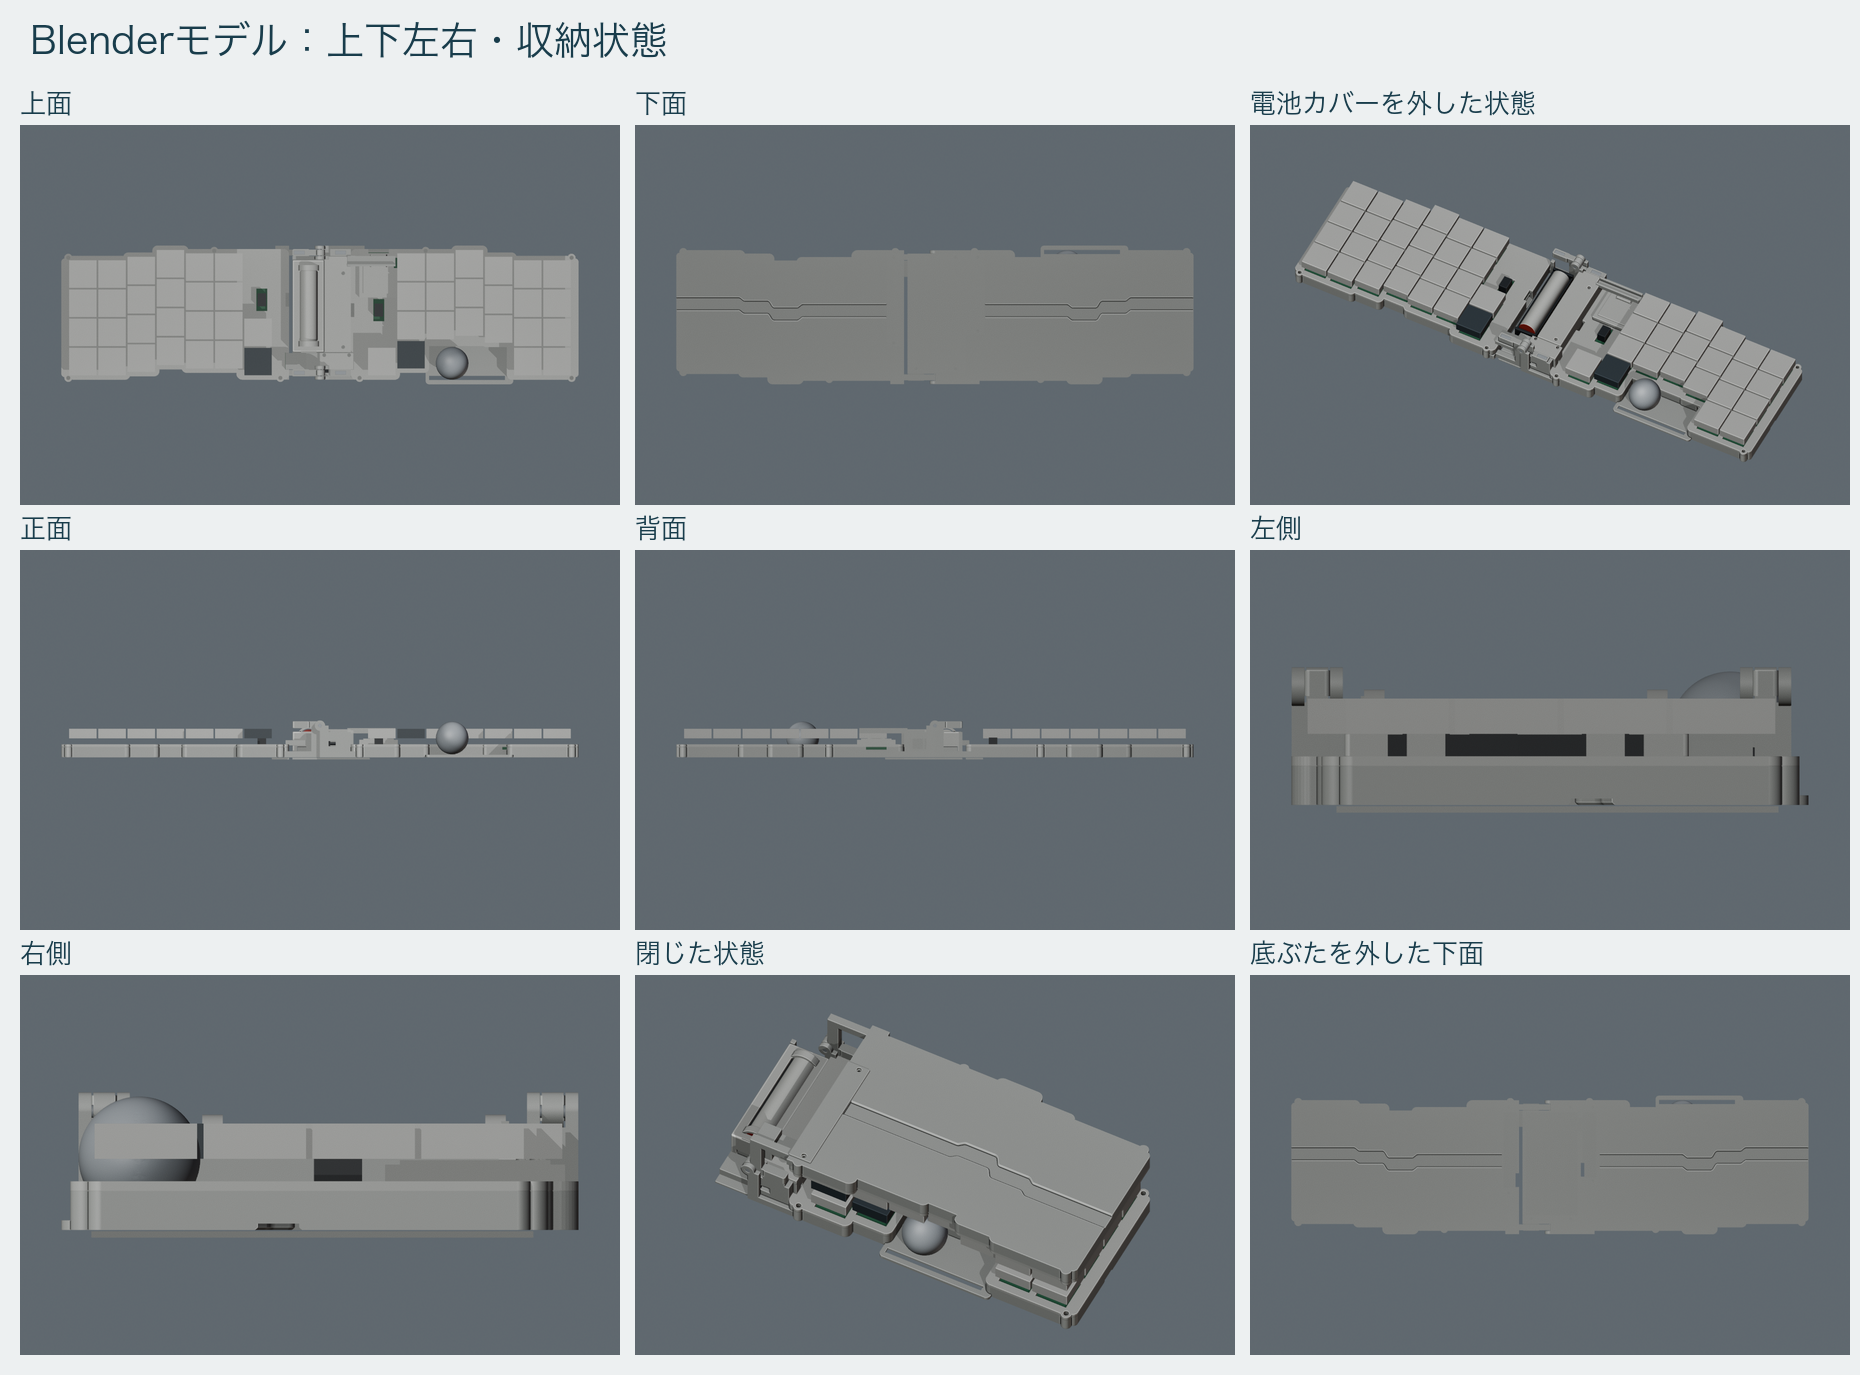 Blenderモデル：上下左右・収納状態
上面
下面
電池カバーを外した状態
正面
背面
左側
右側
閉じた状態
底ぶたを外した下面